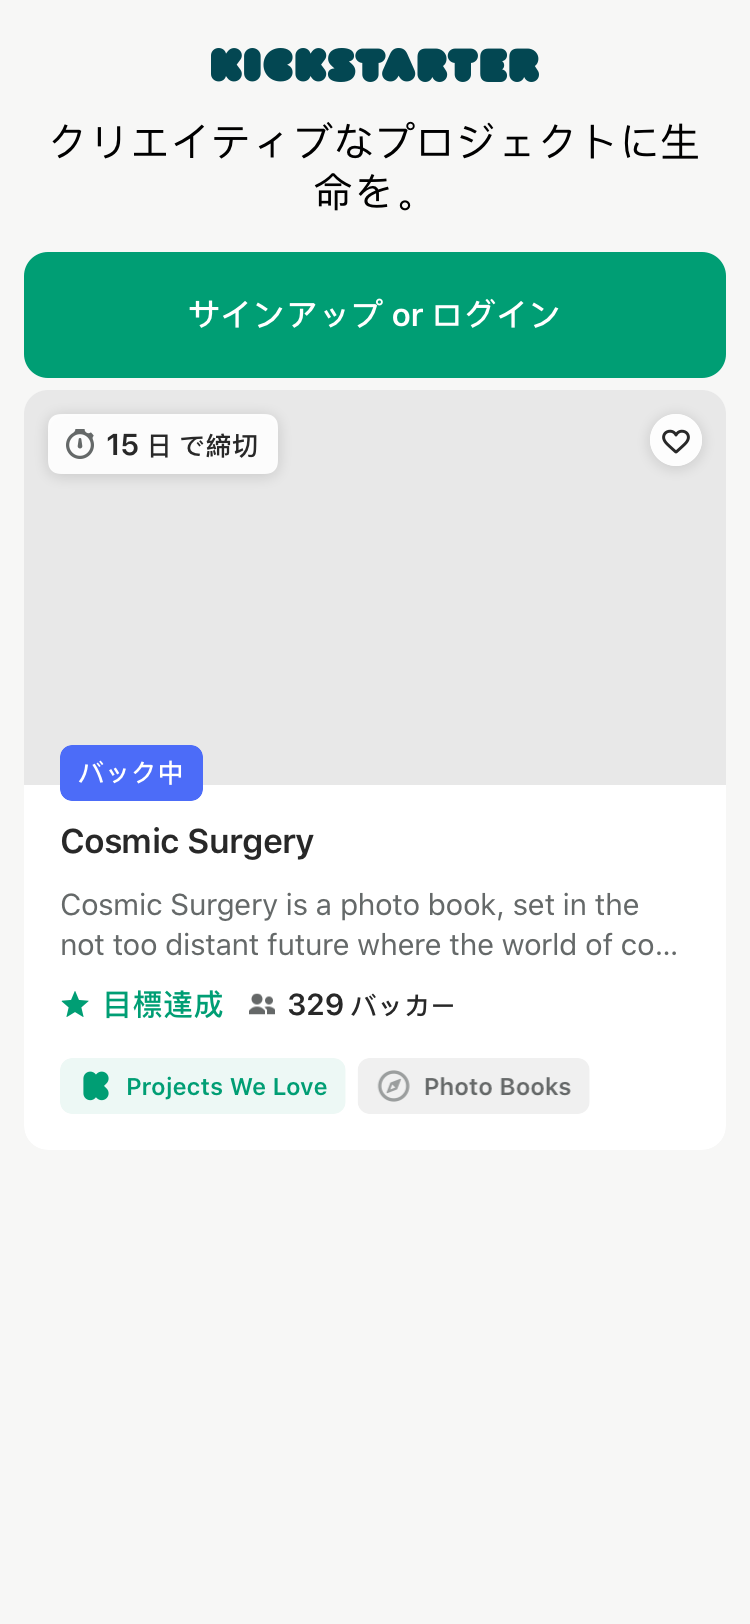 KICKSTARTER
クリエイティブなプロジェクトに生
命を。
サインアップ or ログイン
15 日 で締切
バック中
Cosmic Surgery
Cosmic Surgery is a photo book, set in the
not too distant future where the world of co...
目標達成 329 バッカー
Projects We Love Photo Books